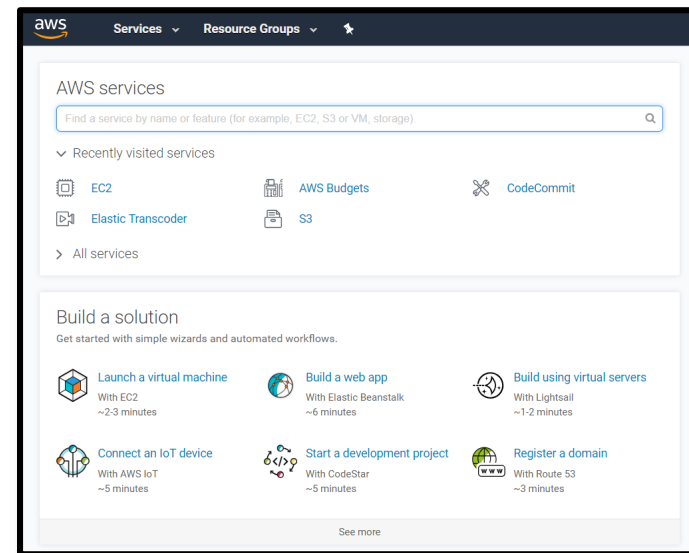 aws Services Resource Groups
AWS services
Find a service by name or feature (for example, EC2, S3 or VM, storage).
Recently visited services
EC2 AWS Budgets CodeCommit
Elastic Transcoder S3
All services
Build a solution
Get started with simple wizards and automated workflows.
Launch a virtual machine Build a web app Build using virtual servers
With EC2 With Elastic Beanstalk With Lightsail
~2-3 minutes ~6 minutes ~1-2 minutes
Connect an IoT device Start a development project Register a domain
With AWS IoT With CodeStar With Route 53
~5 minutes ~5 minutes ~3 minutes
See more